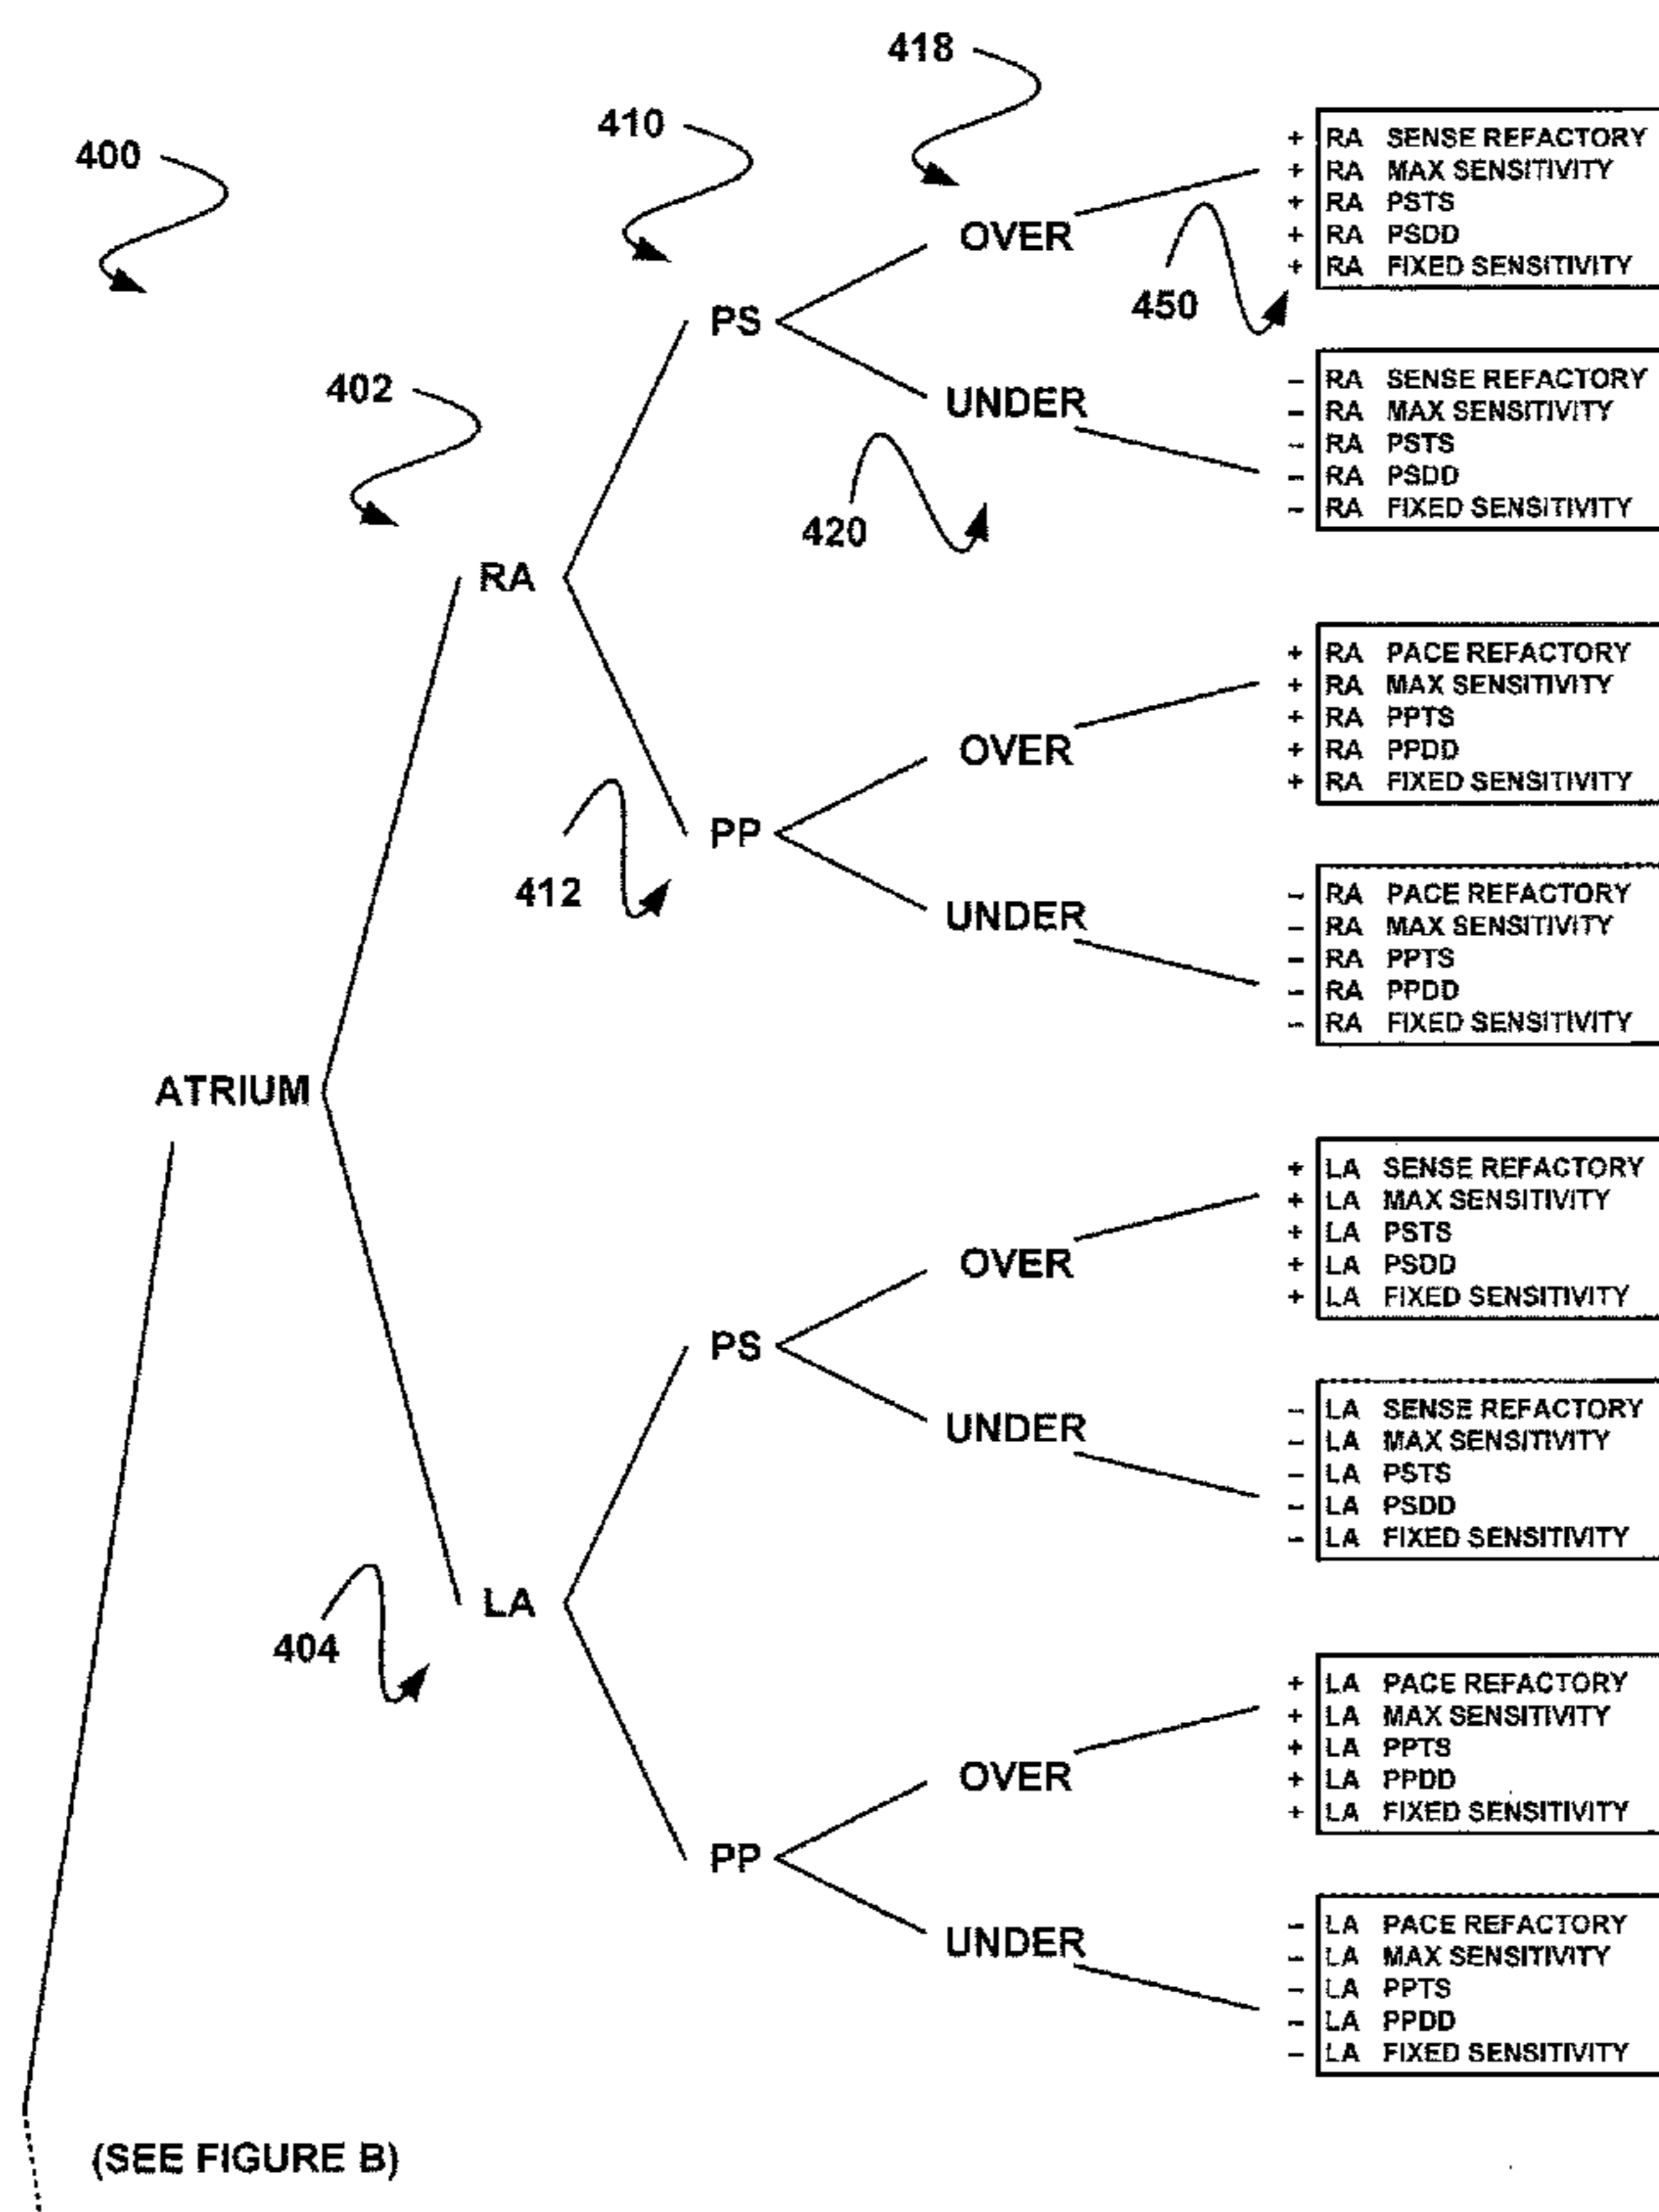 418
410
400
+ RA SENSE REFACTORY
+ RA MAX SENSITIVITY
+ RA PSTS
+ RA PSDD
+ RA FIXED SENSITIVITY
OVER
450
PS
402
UNDER
- RA SENSE REFACTORY
- RA MAX SENSITIVITY
- RA PSTS
- RA PSDD
- RA FIXED SENSITIVITY
420
RA
+ RA PACE REFACTORY
+ RA MAX SENSITIVITY
+ RA PPTS
+ RA PPDD
+ RA FIXED SENSITIVITY
OVER
PP
412
UNDER
- RA PACE REFACTORY
- RA MAX SENSITIVITY
- RA PPTS
- RA PPDD
- RA FIXED SENSITIVITY
ATRIUM
+ LA SENSE REFACTORY
+ LA MAX SENSITIVITY
+ LA PSTS
+ LA PSDD
+ LA FIXED SENSITIVITY
OVER
PS
UNDER
- LA SENSE REFACTORY
- LA MAX SENSITIVITY
- LA PSTS
- LA PSDD
- LA FIXED SENSITIVITY
LA
404
+ LA PACE REFACTORY
+ LA MAX SENSITIVITY
+ LA PPTS
+ LA PPDD
+ LA FIXED SENSITIVITY
OVER
PP
UNDER
- LA PACE REFACTORY
- LA MAX SENSITIVITY
- LA PPTS
- LA PPDD
- LA FIXED SENSITIVITY
(SEE FIGURE B)